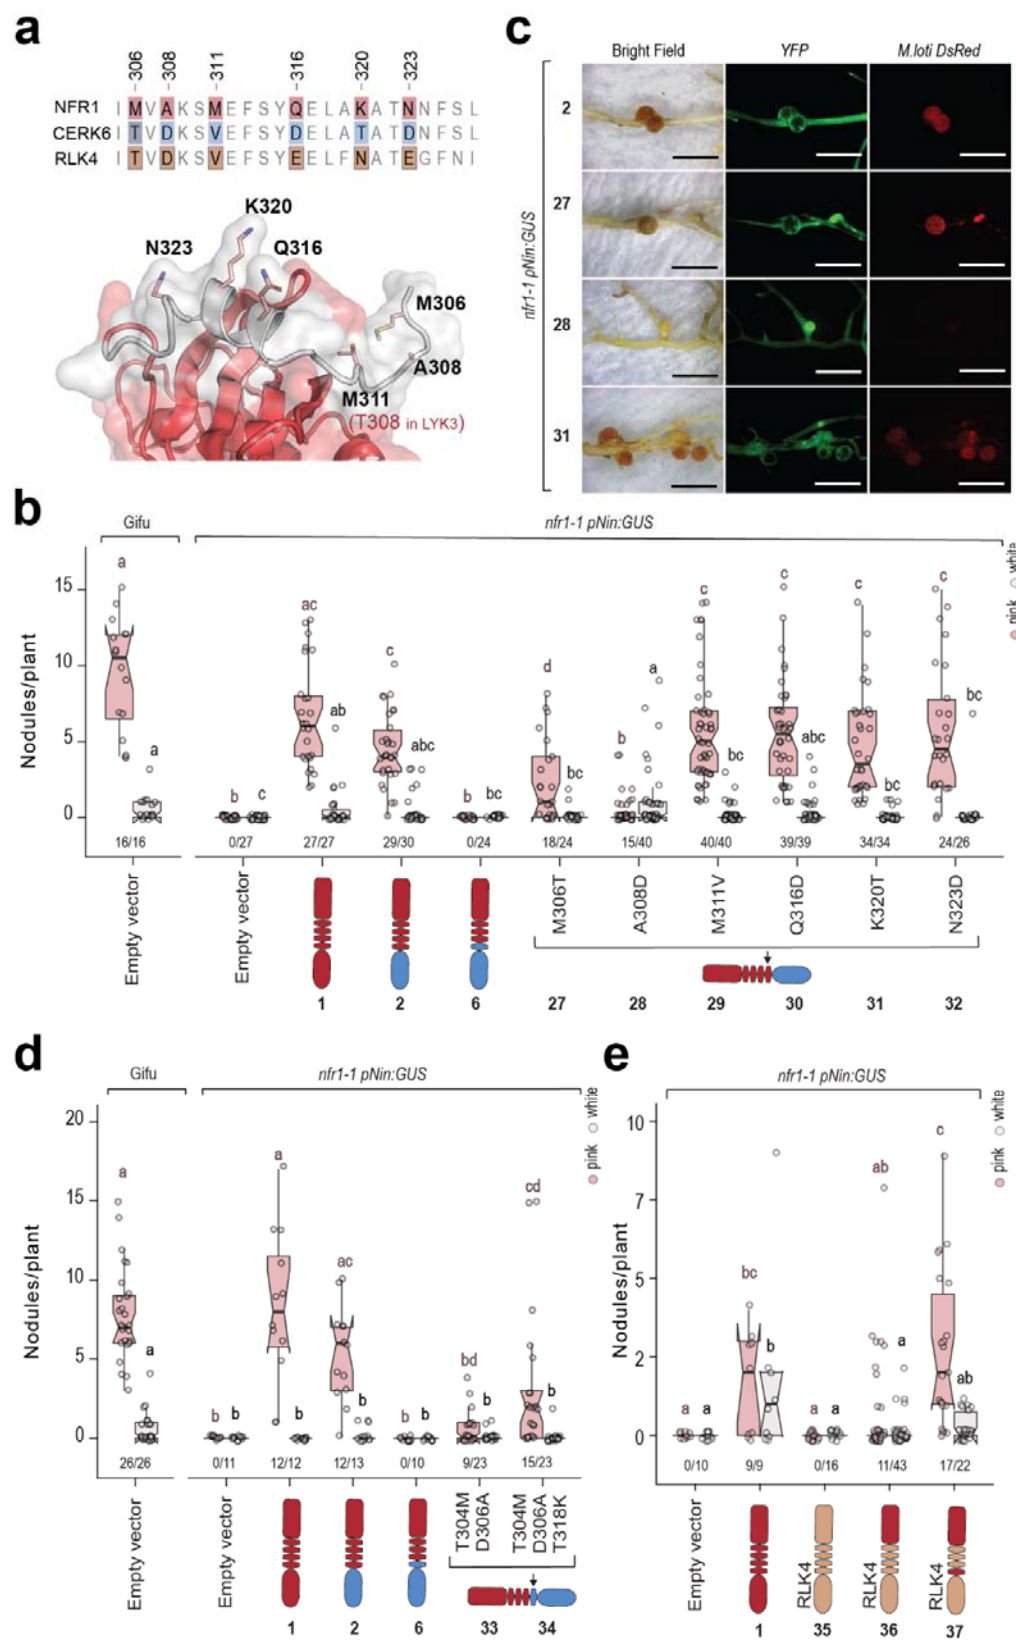 a
306 308 311 316 320 323
NFR1 I M V A K S M E F S Y Q E L A K A T N N F S L
CERK6 I T V D K S V E F S Y D E L A T A T D N F S L
RLK4 I T V D K S V E F S Y E E L F N A T E G F N I
K320
N323
Q316
M306
A308
M311
(T308 in LYK3)
c
Bright Field YFP M.loti DsRed
nfr1-1 pNin:GUS
2
27
28
31
b
Gifu nfr1-1 pNin:GUS
pink white
Nodules/plant
15
10
5
0
a a b c ac ab c abc b bc d bc b a c bc c abc c bc c bc
16/16 0/27 27/27 29/30 0/24 18/24 15/40 40/40 39/39 34/34 24/26
Empty vector Empty vector M306T A308D M311V Q316D K320T N323D
1 2 6 27 28 29 30 31 32
d
Gifu nfr1-1 pNin:GUS
pink white
Nodules/plant
20
15
10
5
0
a a b b a b ac b b b bd b cd b
26/26 0/11 12/12 12/13 0/10 9/23 15/23
Empty vector Empty vector T304M D306A T304M D306A T318K
1 2 6 33 34
e
nfr1-1 pNin:GUS
pink white
Nodules/plant
10
7
5
2
0
a a bc b a a ab a c ab
0/10 9/9 0/16 11/43 17/22
Empty vector RLK4 RLK4 RLK4
1 35 36 37